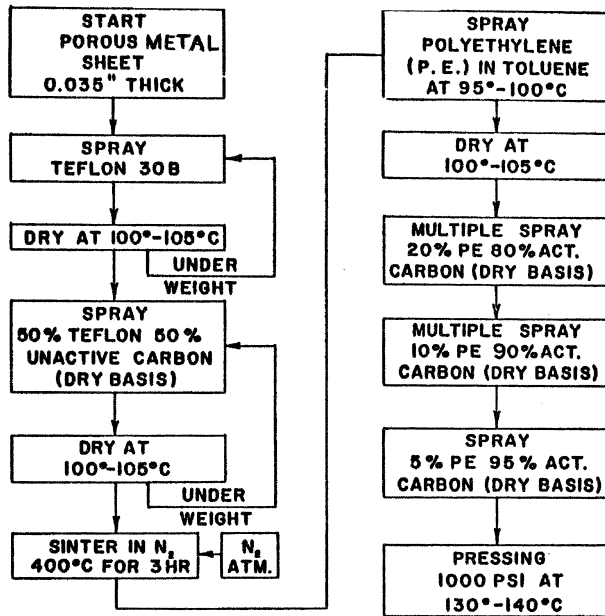 START
POROUS METAL
SHEET
0.035" THICK
SPRAY
TEFLON 30B
DRY AT 100°-105°C
UNDER
WEIGHT
SPRAY
50% TEFLON 50%
UNACTIVE CARBON
(DRY BASIS)
DRY AT
100°-105°C
UNDER
WEIGHT
SINTER IN N₂
400°C FOR 3HR
N₂
ATM.
SPRAY
POLYETHYLENE
(P. E.) IN TOLUENE
AT 95°-100°C
DRY AT
100°-105°C
MULTIPLE SPRAY
20% PE 80% ACT.
CARBON (DRY BASIS)
MULTIPLE SPRAY
10% PE 90% ACT.
CARBON (DRY BASIS)
SPRAY
5% PE 95% ACT.
CARBON (DRY BASIS)
PRESSING
1000 PSI AT
130°-140°C